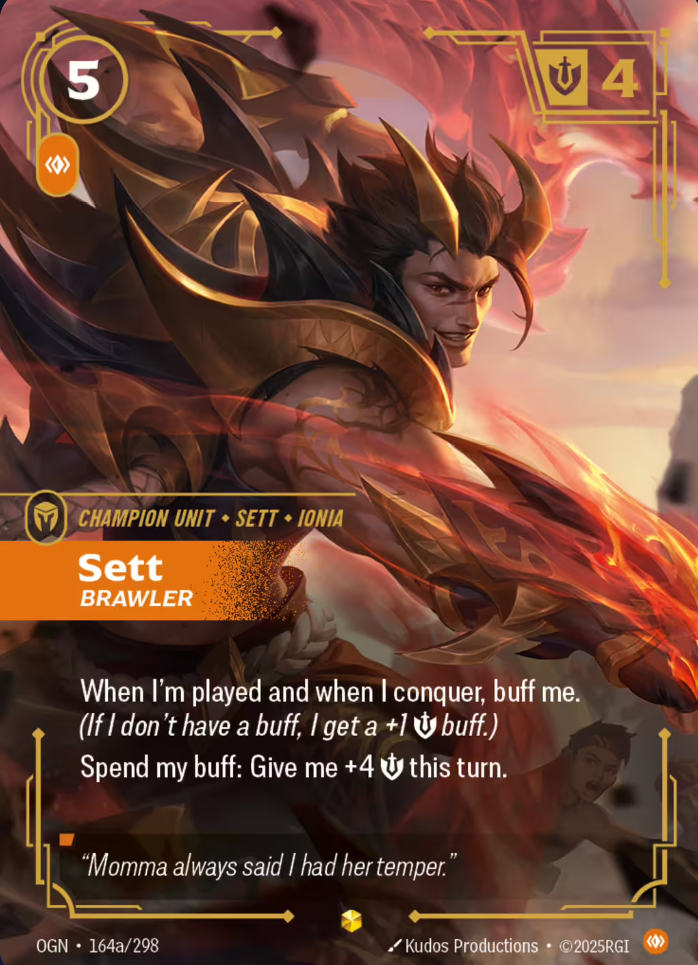 5
4
CHAMPION UNIT • SETT • IONIA
Sett
BRAWLER
When I'm played and when I conquer, buff me.
(If I don't have a buff, I get a +1 buff.)
Spend my buff: Give me +4 this turn.
“Momma always said I had her temper.”
OGN • 164a/298
Kudos Productions • ©2025RGI